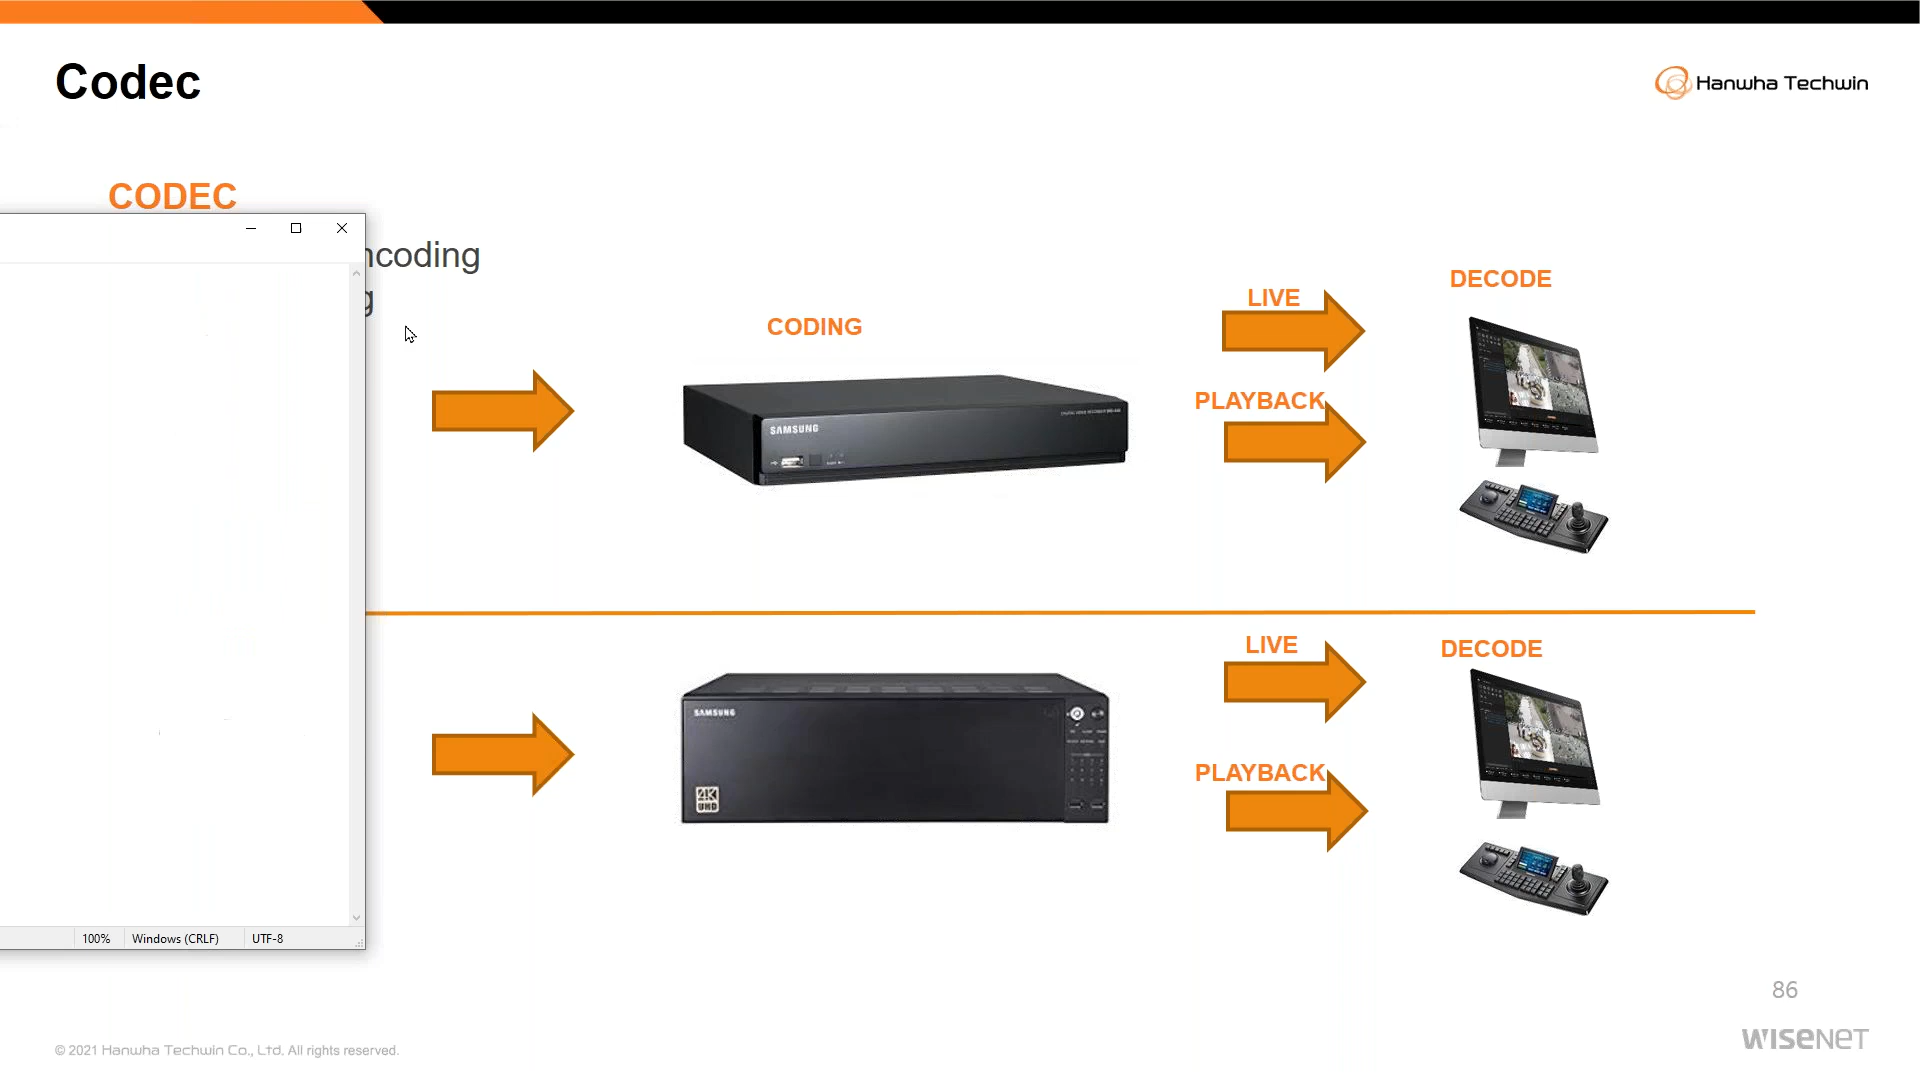 Codec
Hanwha Techwin
CODEC
ncoding
g
CODING
LIVE
DECODE
PLAYBACK
SAMSUNG
LIVE
DECODE
PLAYBACK
SAMSUNG
4K
UHD
100%
Windows (CRLF)
UTF-8
86
© 2021 Hanwha Techwin Co., Ltd. All rights reserved.
WISENET